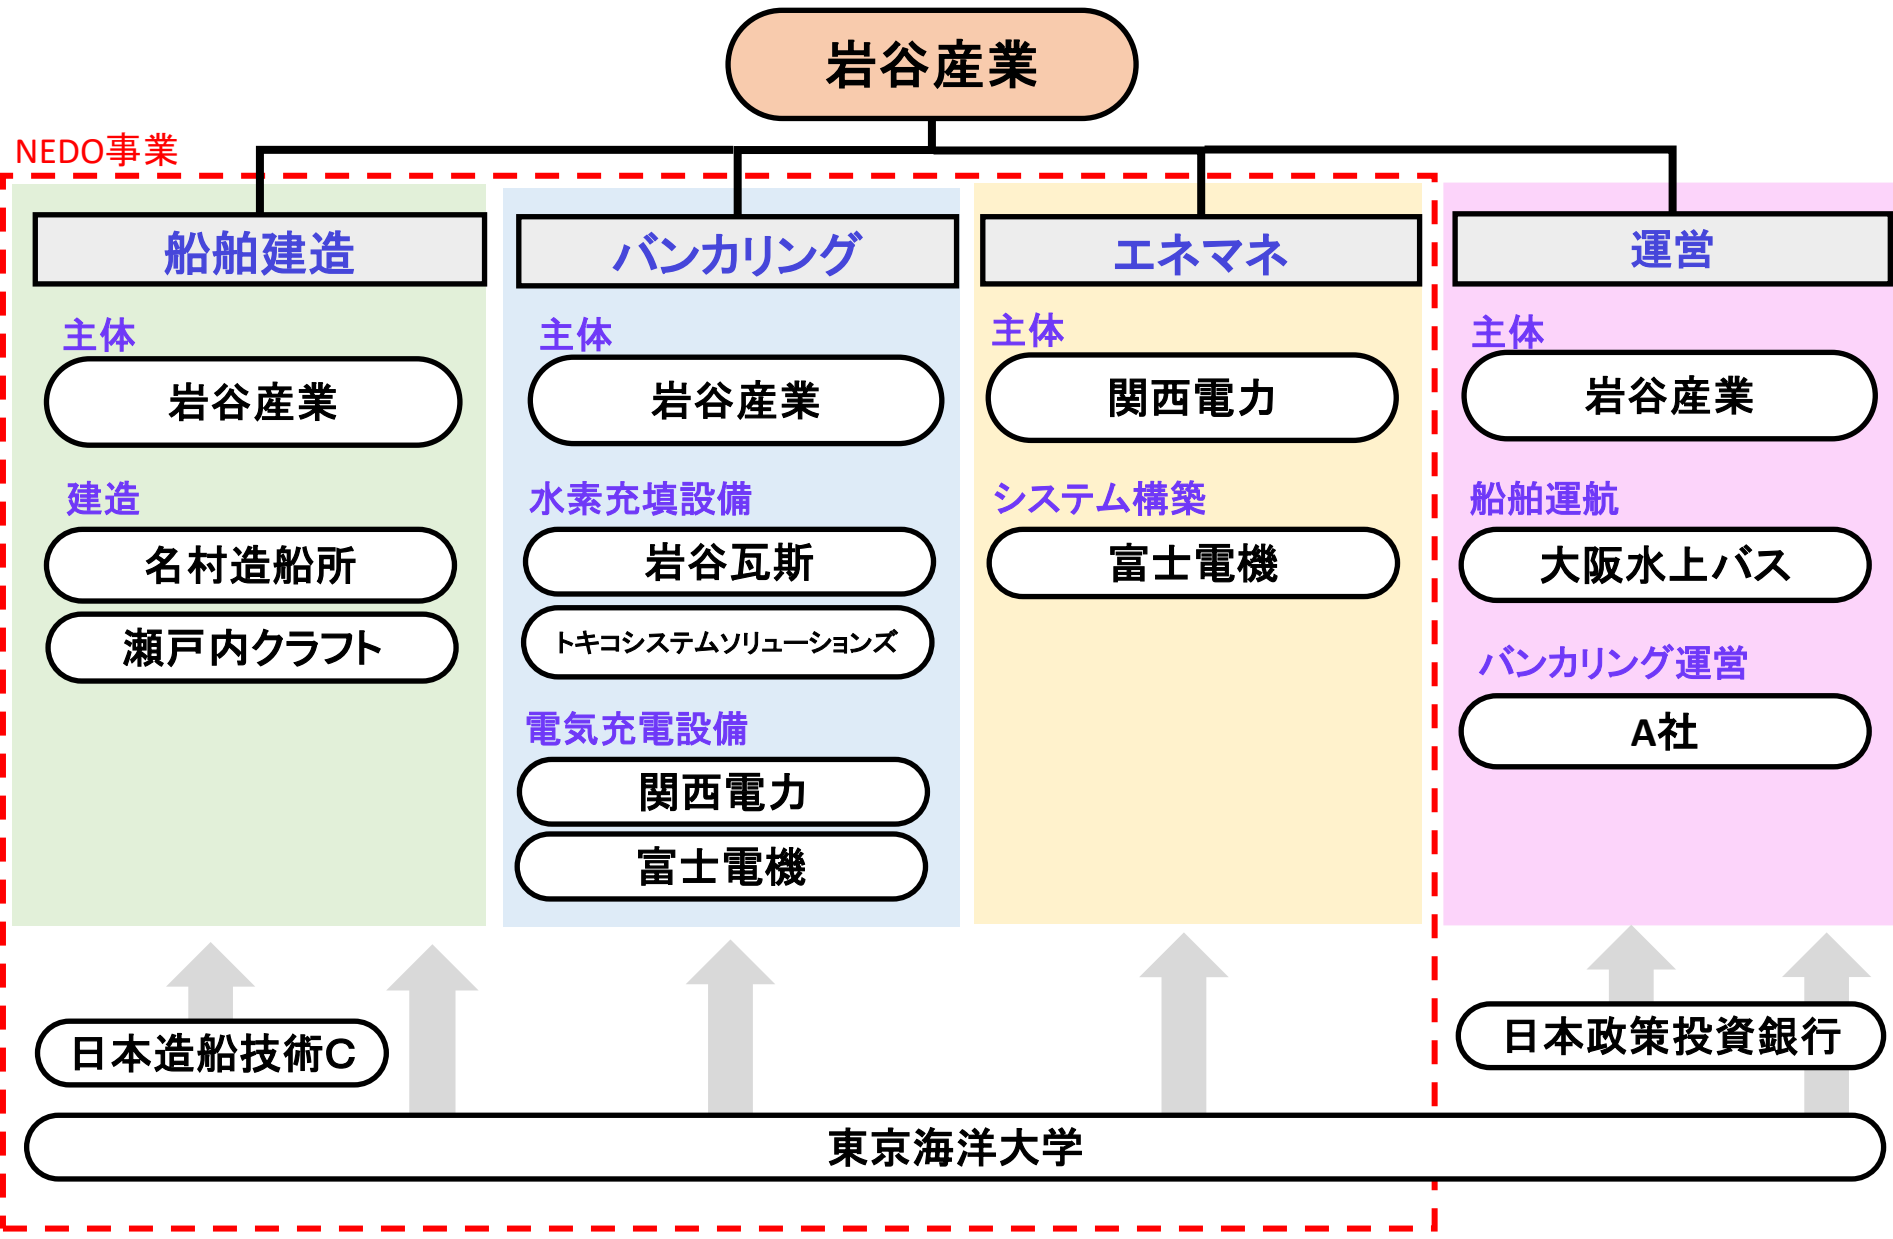 岩谷産業
NEDO事業
船舶建造
主体
岩谷産業
建造
名村造船所
瀬戸内クラフト
バンカリング
主体
岩谷産業
水素充填設備
岩谷瓦斯
トキコシステムソリューションズ
電気充電設備
関西電力
富士電機
エネマネ
主体
関西電力
システム構築
富士電機
運営
主体
岩谷産業
船舶運航
大阪水上バス
バンカリング運営
A社
日本造船技術C
日本政策投資銀行
東京海洋大学